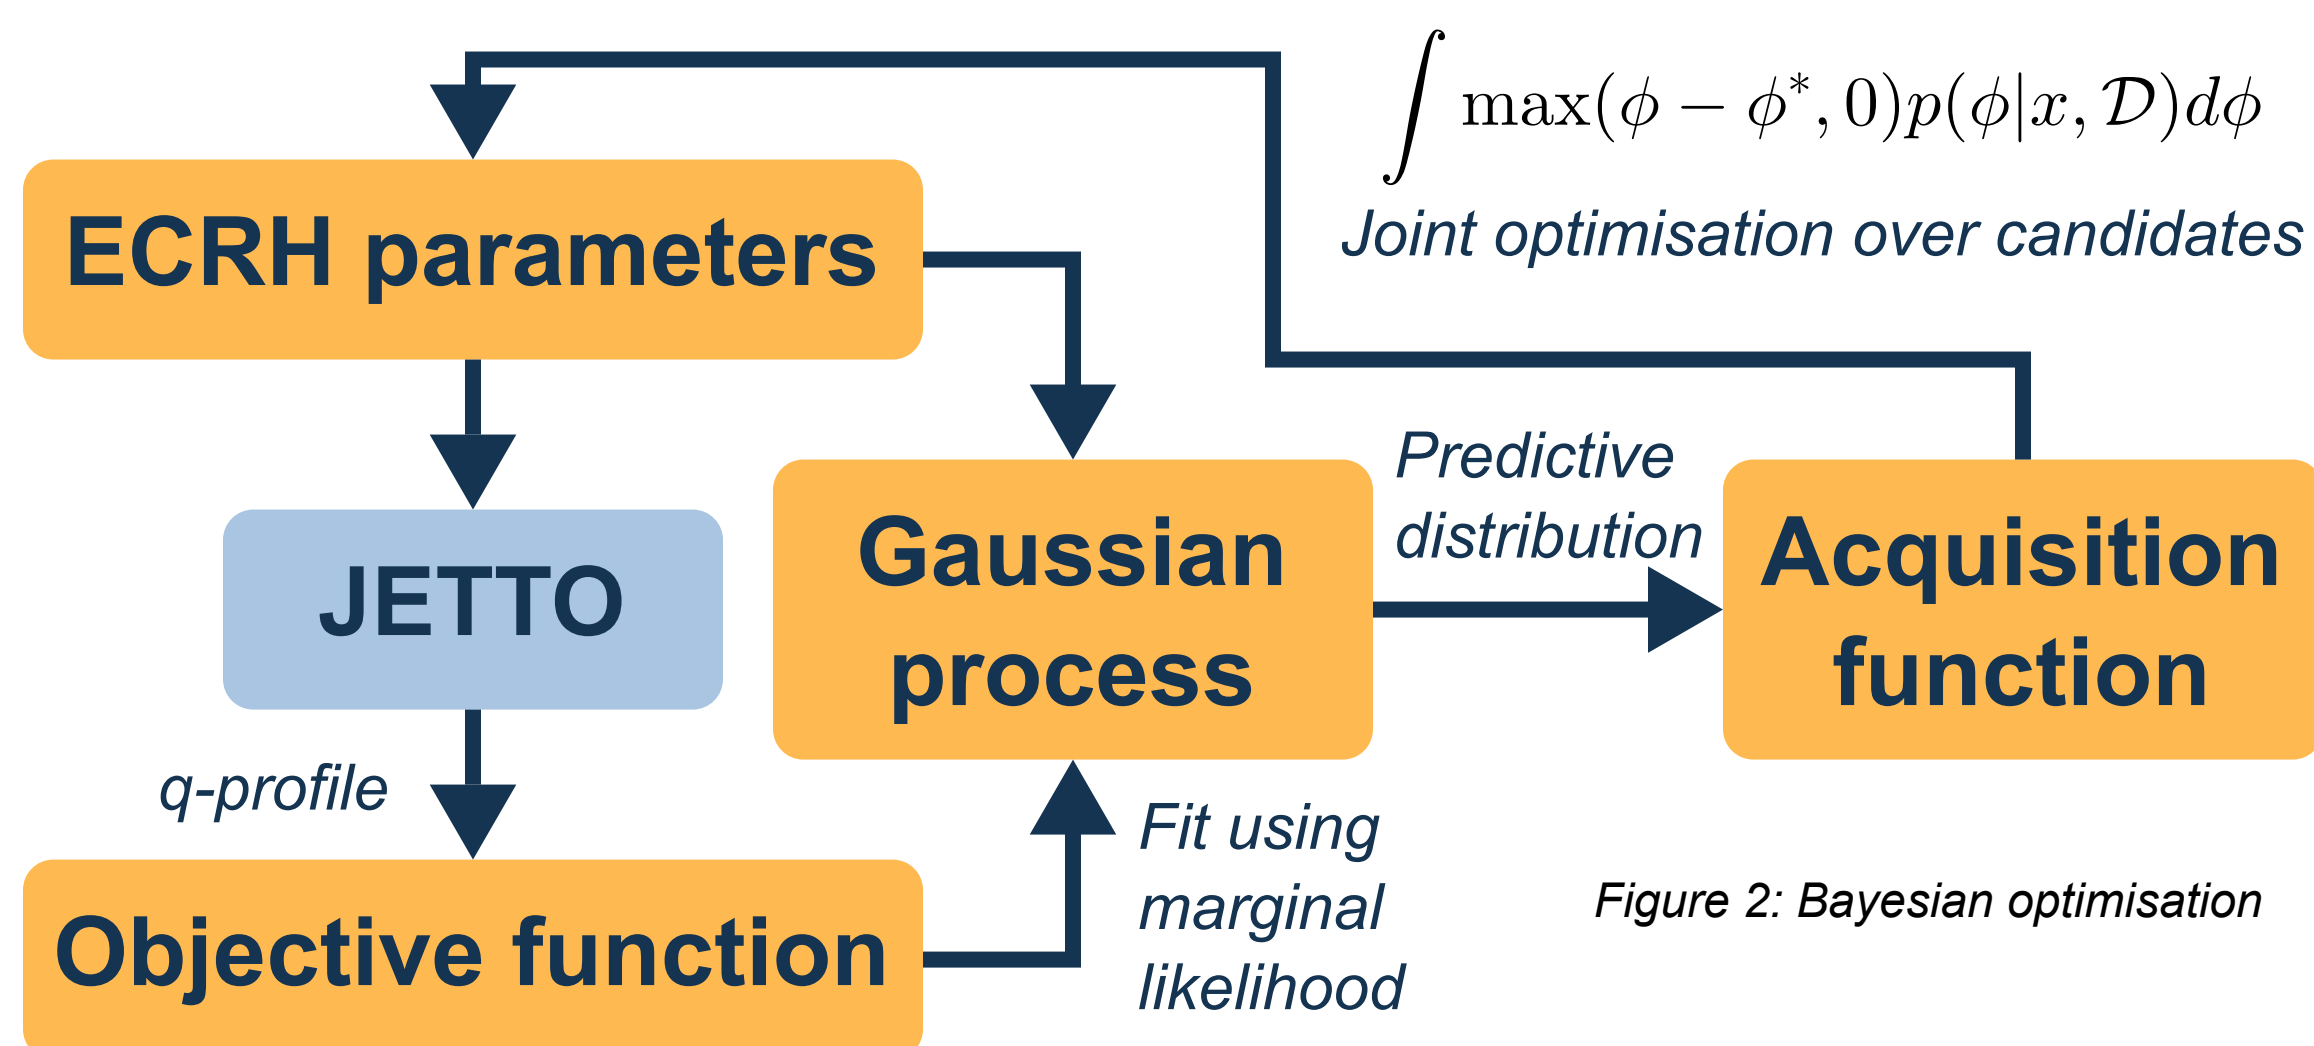 ∫ max(ϕ − ϕ*, 0)p(ϕ|x, 𝒟)dϕ
Joint optimisation over candidates
ECRH parameters
JETTO
q-profile
Objective function
Gaussian
process
Fit using
marginal
likelihood
Predictive
distribution
Acquisition
function
Figure 2: Bayesian optimisation